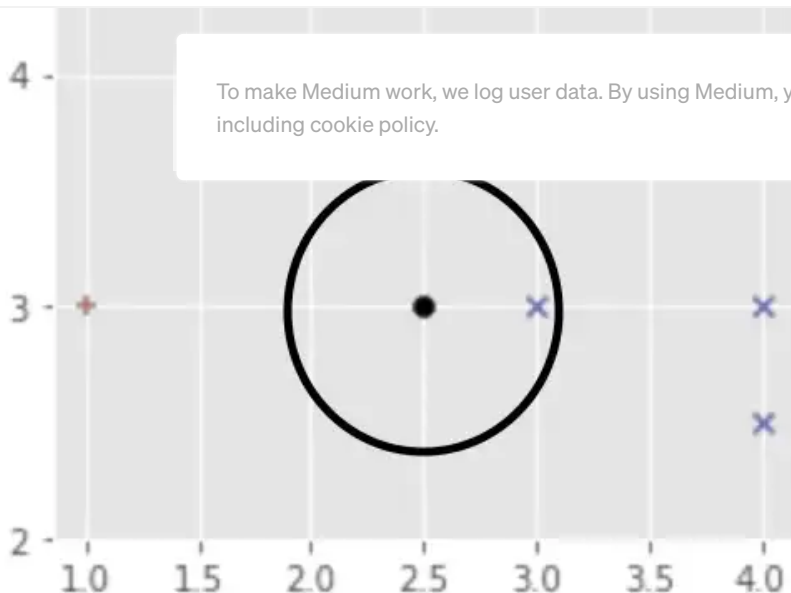 4
To make Medium work, we log user data. By using Medium, y
including cookie policy.
3
2
1.0 1.5 2.0 2.5 3.0 3.5 4.0